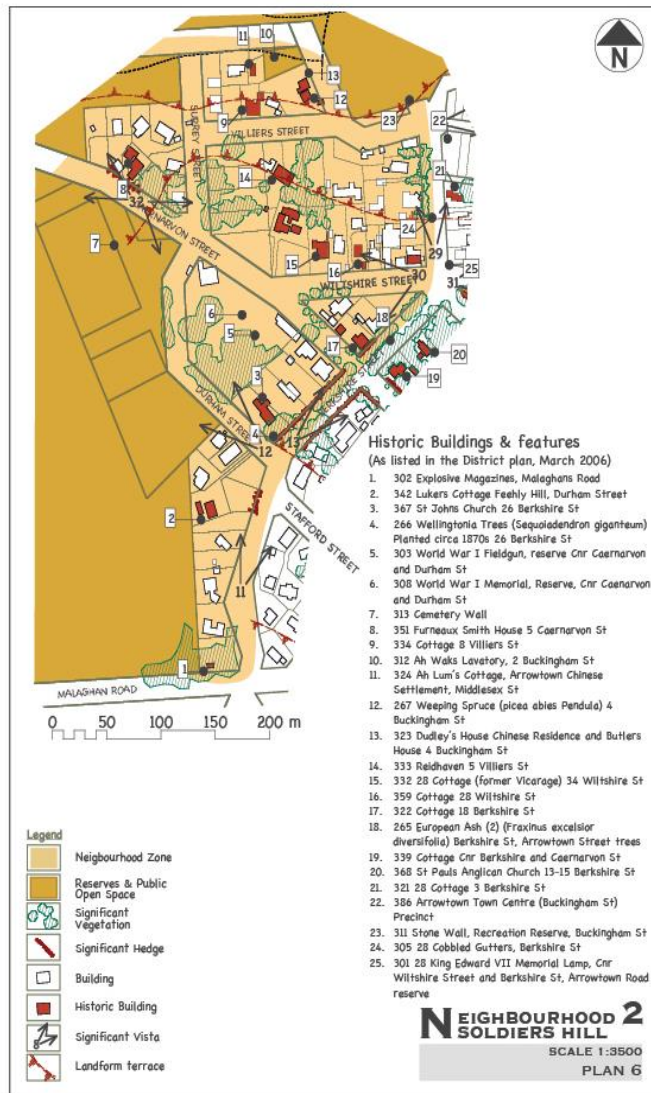 N
11
10
13
12
9
23
22
SURREY STREET
VILLIERS STREET
8
32
14
21
7
24
29
15
16
30
WILTSHIRE STREET
25
31
6
5
18
17
20
19
3
DURHAM STREET
4
13
12
2
STAFFORD STREET
11
1
MALAGHAN ROAD
0 50 100 150 200 m
Historic Buildings & features
(As listed in the District plan, March 2006)
1. 302 Explosive Magazines, Malaghans Road
2. 342 Lukers Cottage Feehly Hill, Durham Street
3. 367 St Johns Church 26 Berkshire St
4. 266 Wellingtonia Trees (Sequoiadendron giganteum)
Planted circa 1870s 26 Berkshire St
5. 303 World War I Fieldgun, reserve Cnr Caernarvon
and Durham St
6. 308 World War I Memorial, Reserve, Cnr Caenarvon
and Durham St
7. 313 Cemetery Wall
8. 351 Furneaux Smith House 5 Caernarvon St
9. 334 Cottage 8 Villiers St
10. 312 Ah Waks Lavatory, 2 Buckingham St
11. 324 Ah Lum's Cottage, Arrowtown Chinese
Settlement, Middlesex St
12. 267 Weeping Spruce (picea abies Pendula) 4
Buckingham St
13. 323 Dudley's House Chinese Residence and Butlers
House 4 Buckingham St
14. 333 Reidhaven 5 Villiers St
15. 332 28 Cottage (former Vicarage) 34 Wiltshire St
16. 359 Cottage 28 Wiltshire St
17. 322 Cottage 18 Berkshire St
18. 265 European Ash (2) (Fraxinus excelsior
diversifolia) Berkshire St, Arrowtown Street trees
19. 339 Cottage Cnr Berkshire and Caernarvon St
20. 368 St Pauls Anglican Church 13-15 Berkshire St
21. 321 28 Cottage 3 Berkshire St
22. 386 Arrowtown Town Centre (Buckingham St)
Precinct
23. 311 Stone Wall, Recreation Reserve, Buckingham St
24. 305 28 Cobbled Gutters, Berkshire St
25. 301 28 King Edward VII Memorial Lamp, Cnr
Wiltshire Street and Berkshire St, Arrowtown Road
reserve
Legend
Neigbourhood Zone
Reserves & Public
Open Space
Significant
Vegetation
Significant Hedge
Building
Historic Building
8
Significant Vista
Landform terrace
NEIGHBOURHOOD 2
SOLDIERS HILL
SCALE 1:3500
PLAN 6